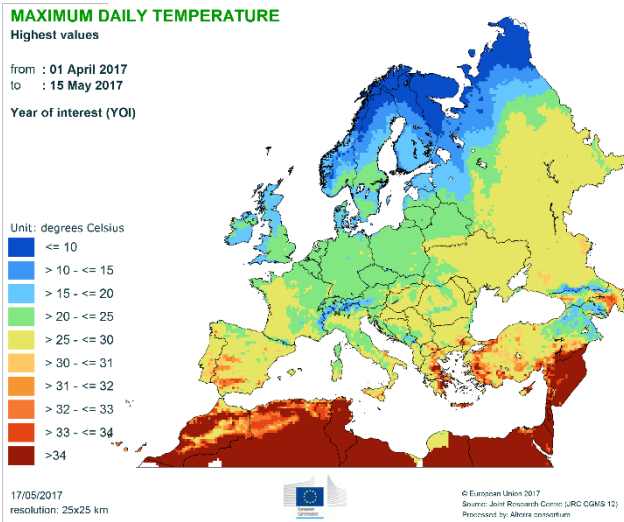 MAXIMUM DAILY TEMPERATURE
Highest values
from : 01 April 2017
to : 15 May 2017
Year of interest (YOI)
Unit: degrees Celsius
<= 10
> 10 - <= 15
> 15 - <= 20
> 20 - <= 25
> 25 - <= 30
> 30 - <= 31
> 31 - <= 32
> 32 - <= 33
> 33 - <= 34
>34
17/05/2017
resolution: 25x25 km
European
Commission
© European Union 2017
Source: Joint Research Centre (JRC CGMS 12)
Processed by: Alterra consortium